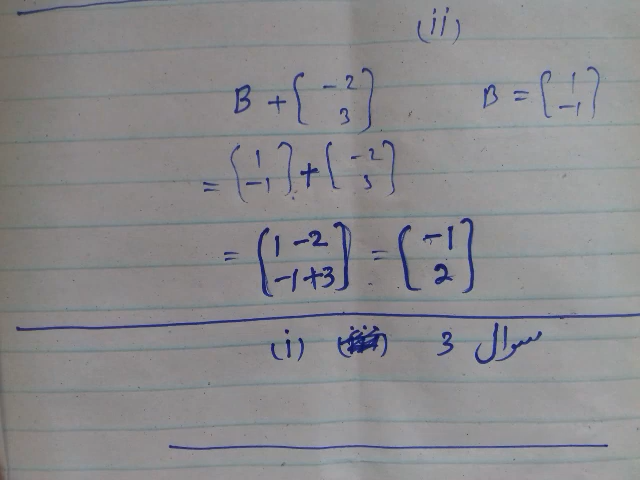 (ii)
B + [-2 3] B = [1 -1]
= [1 -1] + [-2 3]
= [1 -2 -1+3] = [-1 2]
سوال 3 (i)